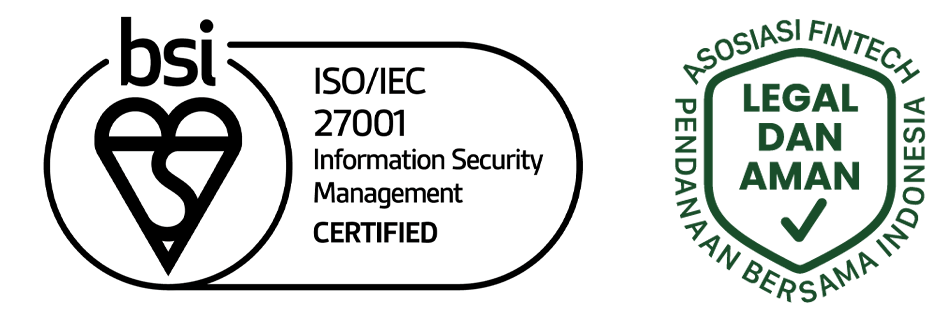 bsi
ISO/IEC
27001
Information Security
Management
CERTIFIED
ASOSIASI FINTECH
PENDANAAN BERSAMA INDONESIA
LEGAL
DAN
AMAN